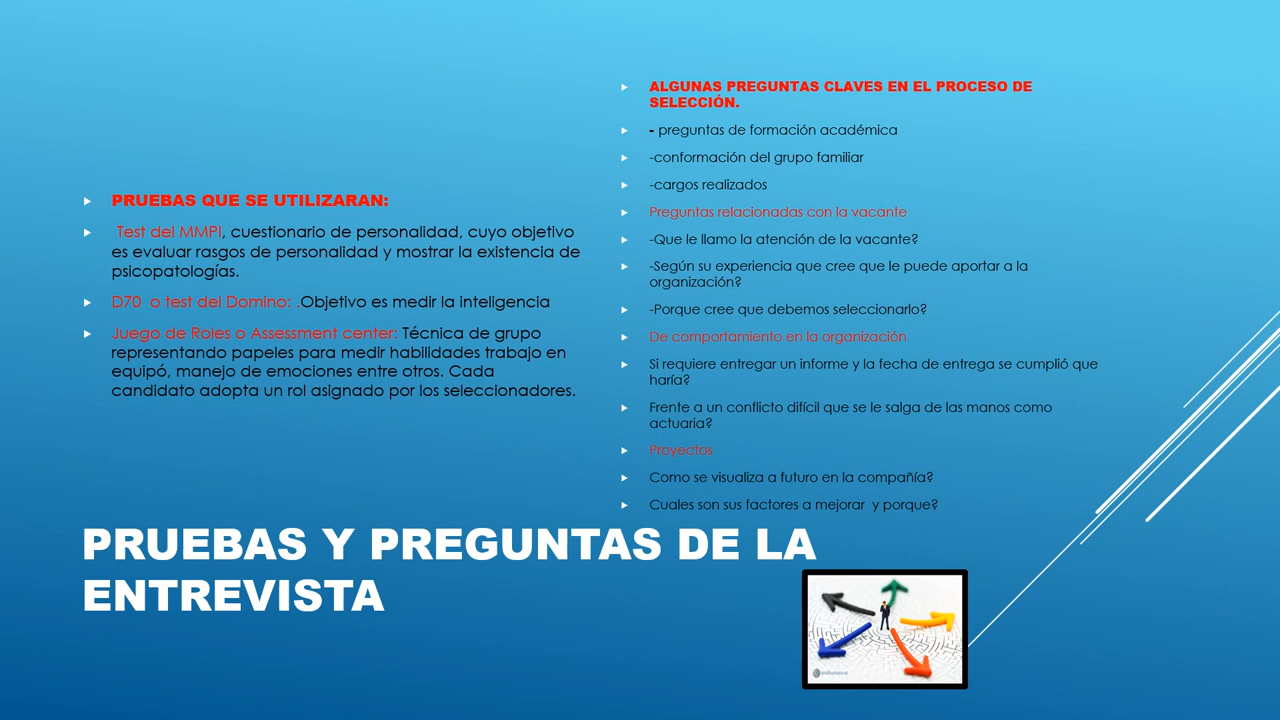 PRUEBAS QUE SE UTILIZARAN:
Test del MMPI, cuestionario de personalidad, cuyo objetivo
es evaluar rasgos de personalidad y mostrar la existencia de
psicopatologías.
D70 o test del Domino: .Objetivo es medir la inteligencia
Juego de Roles o Assessment center: Técnica de grupo
representando papeles para medir habilidades trabajo en
equipó, manejo de emociones entre otros. Cada
candidato adopta un rol asignado por los seleccionadores.
ALGUNAS PREGUNTAS CLAVES EN EL PROCESO DE
SELECCIÓN.
- preguntas de formación académica
-conformación del grupo familiar
-cargos realizados
Preguntas relacionadas con la vacante
-Que le llamo la atención de la vacante?
-Según su experiencia que cree que le puede aportar a la
organización?
-Porque cree que debemos seleccionarlo?
De comportamiento en la organización
Si requiere entregar un informe y la fecha de entrega se cumplió que
haría?
Frente a un conflicto difícil que se le salga de las manos como
actuaria?
Proyectos
Como se visualiza a futuro en la compañía?
Cuales son sus factores a mejorar y porque?
PRUEBAS Y PREGUNTAS DE LA
ENTREVISTA